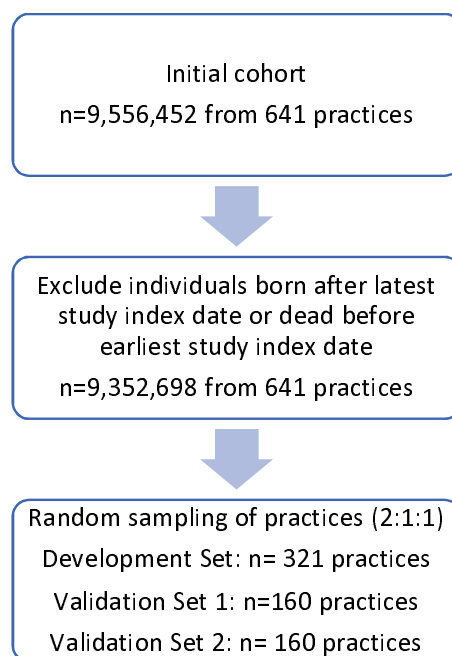 Initial cohort
n=9,556,452 from 641 practices
Exclude individuals born after latest
study index date or dead before
earliest study index date
n=9,352,698 from 641 practices
Random sampling of practices (2:1:1)
Development Set: n= 321 practices
Validation Set 1: n=160 practices
Validation Set 2: n= 160 practices